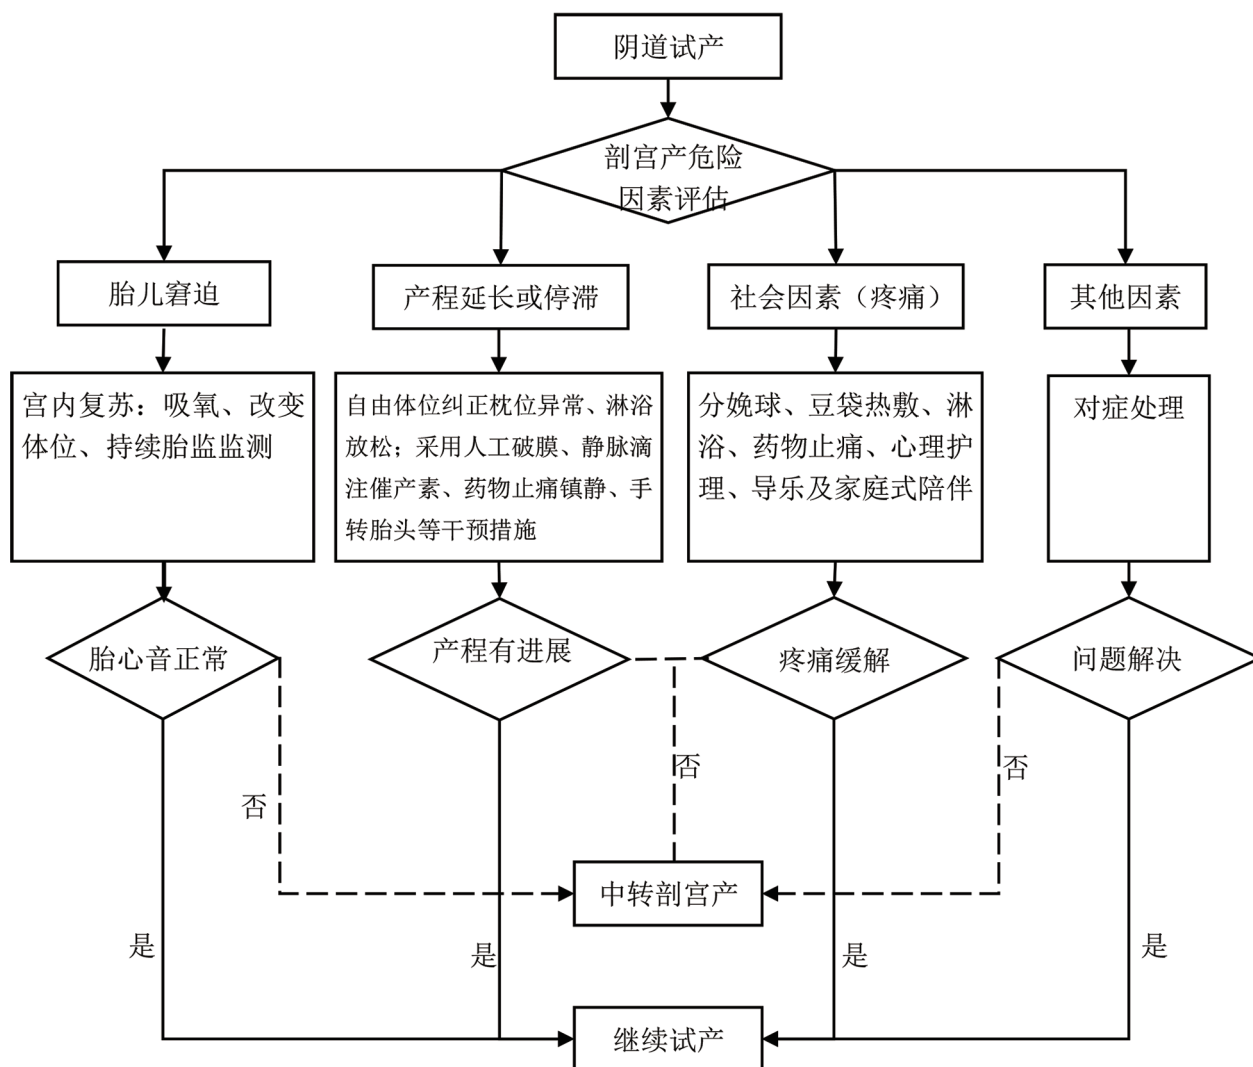 阴道试产
剖宫产危险
因素评估
胎儿窘迫
产程延长或停滞
社会因素（疼痛）
其他因素
宫内复苏：吸氧、改变
体位、持续胎监监测
自由体位纠正枕位异常、淋浴
放松；采用人工破膜、静脉滴
注催产素、药物止痛镇静、手
转胎头等干预措施
分娩球、豆袋热敷、淋
浴、药物止痛、心理护
理、导乐及家庭式陪伴
对症处理
胎心音正常
产程有进展
疼痛缓解
问题解决
否
否
否
中转剖宫产
是
是
是
是
继续试产